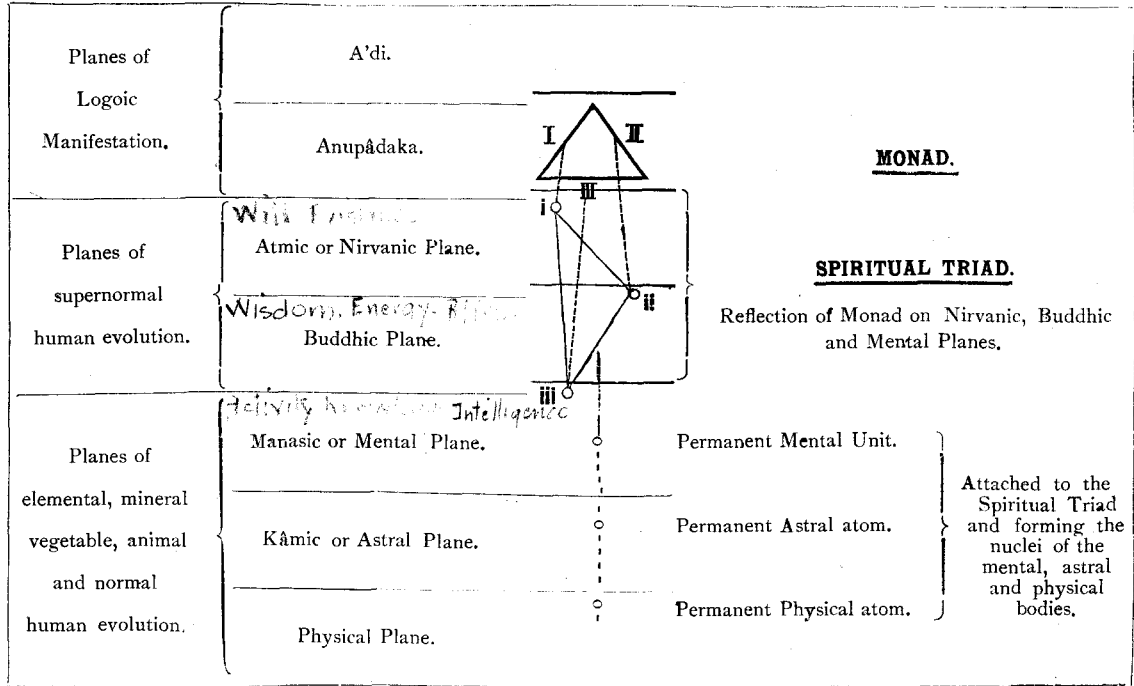 Planes of
Logoic
Manifestation.
A'di.
Anupâdaka.
I
II
III
MONAD.
Planes of
supernormal
human evolution.
Will
Atmic or Nirvanic Plane.
Wisdom. Energy.
Buddhic Plane.
i
ii
iii
SPIRITUAL TRIAD.
Reflection of Monad on Nirvanic, Buddhic
and Mental Planes.
Planes of
elemental, mineral
vegetable, animal
and normal
human evolution.
Activity Intelligence
Manasic or Mental Plane.
Kâmic or Astral Plane.
Physical Plane.
Permanent Mental Unit.
Permanent Astral atom.
Permanent Physical atom.
Attached to the
Spiritual Triad
and forming the
nuclei of the
mental, astral
and physical
bodies.